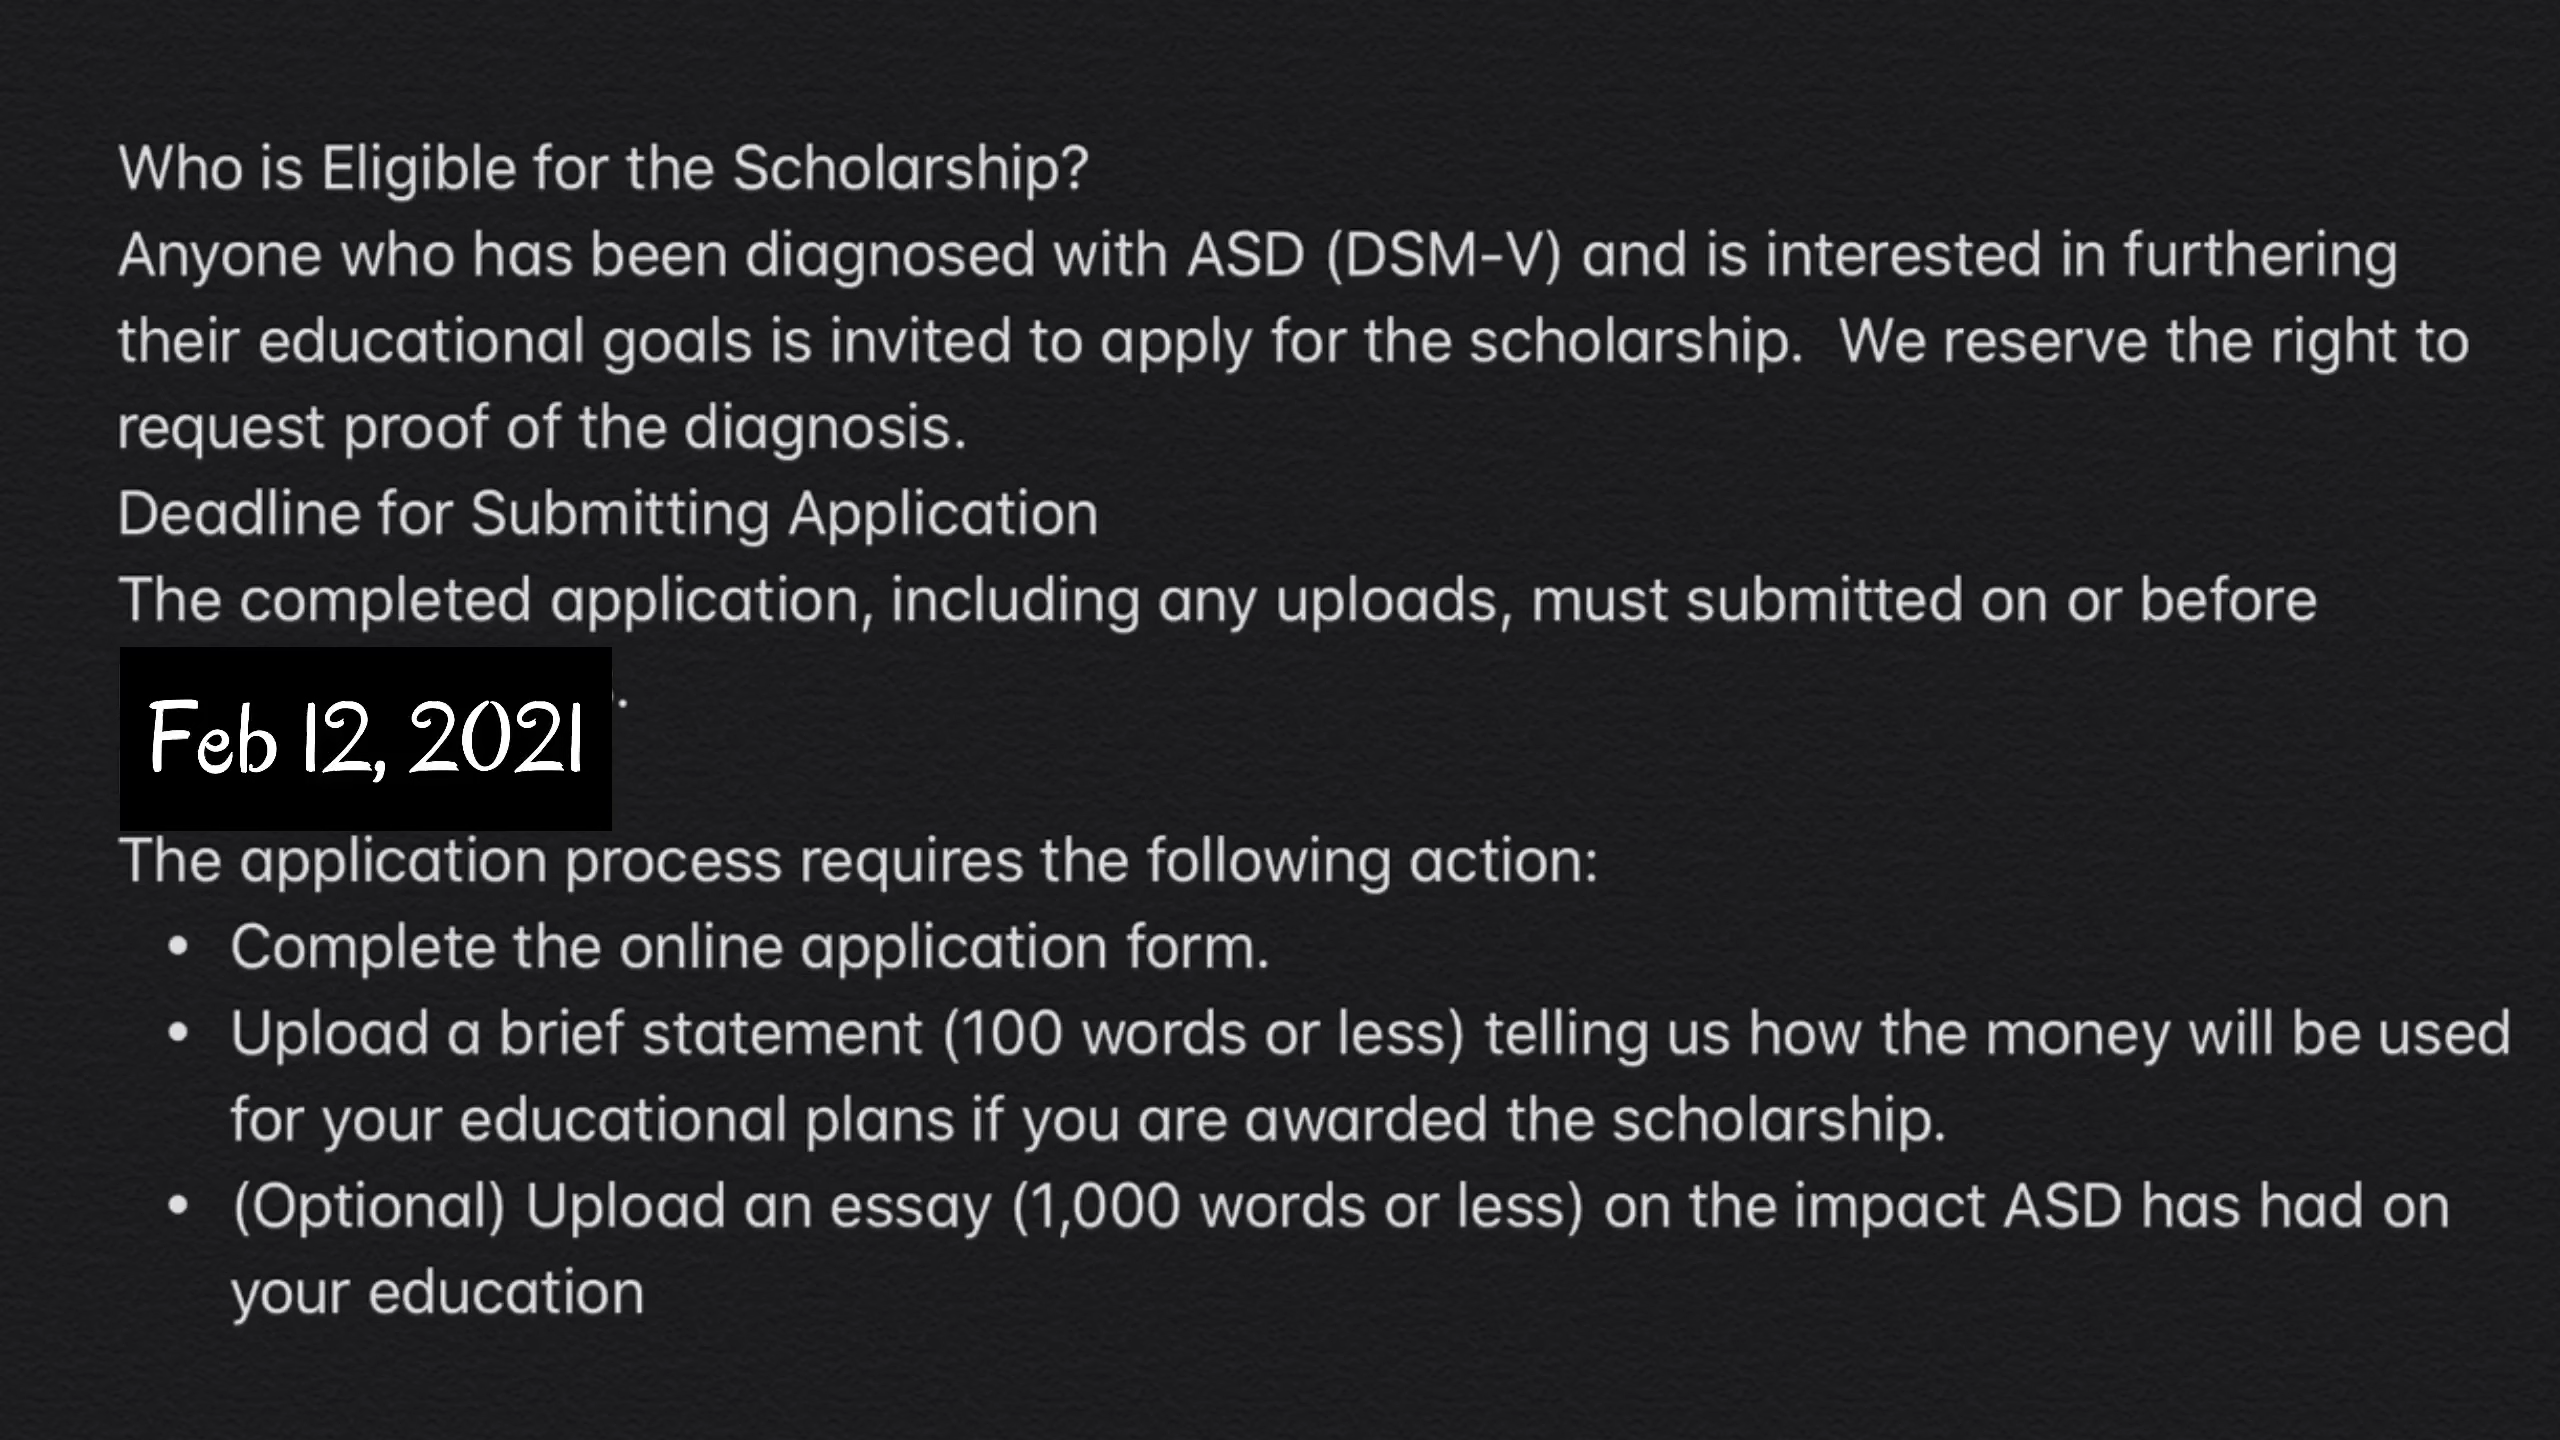 Who is Eligible for the Scholarship?
Anyone who has been diagnosed with ASD (DSM-V) and is interested in furthering
their educational goals is invited to apply for the scholarship.  We reserve the right to
request proof of the diagnosis.
Deadline for Submitting Application
The completed application, including any uploads, must submitted on or before
Feb 12, 2021.
The application process requires the following action:
• Complete the online application form.
• Upload a brief statement (100 words or less) telling us how the money will be used
for your educational plans if you are awarded the scholarship.
• (Optional) Upload an essay (1,000 words or less) on the impact ASD has had on
your education